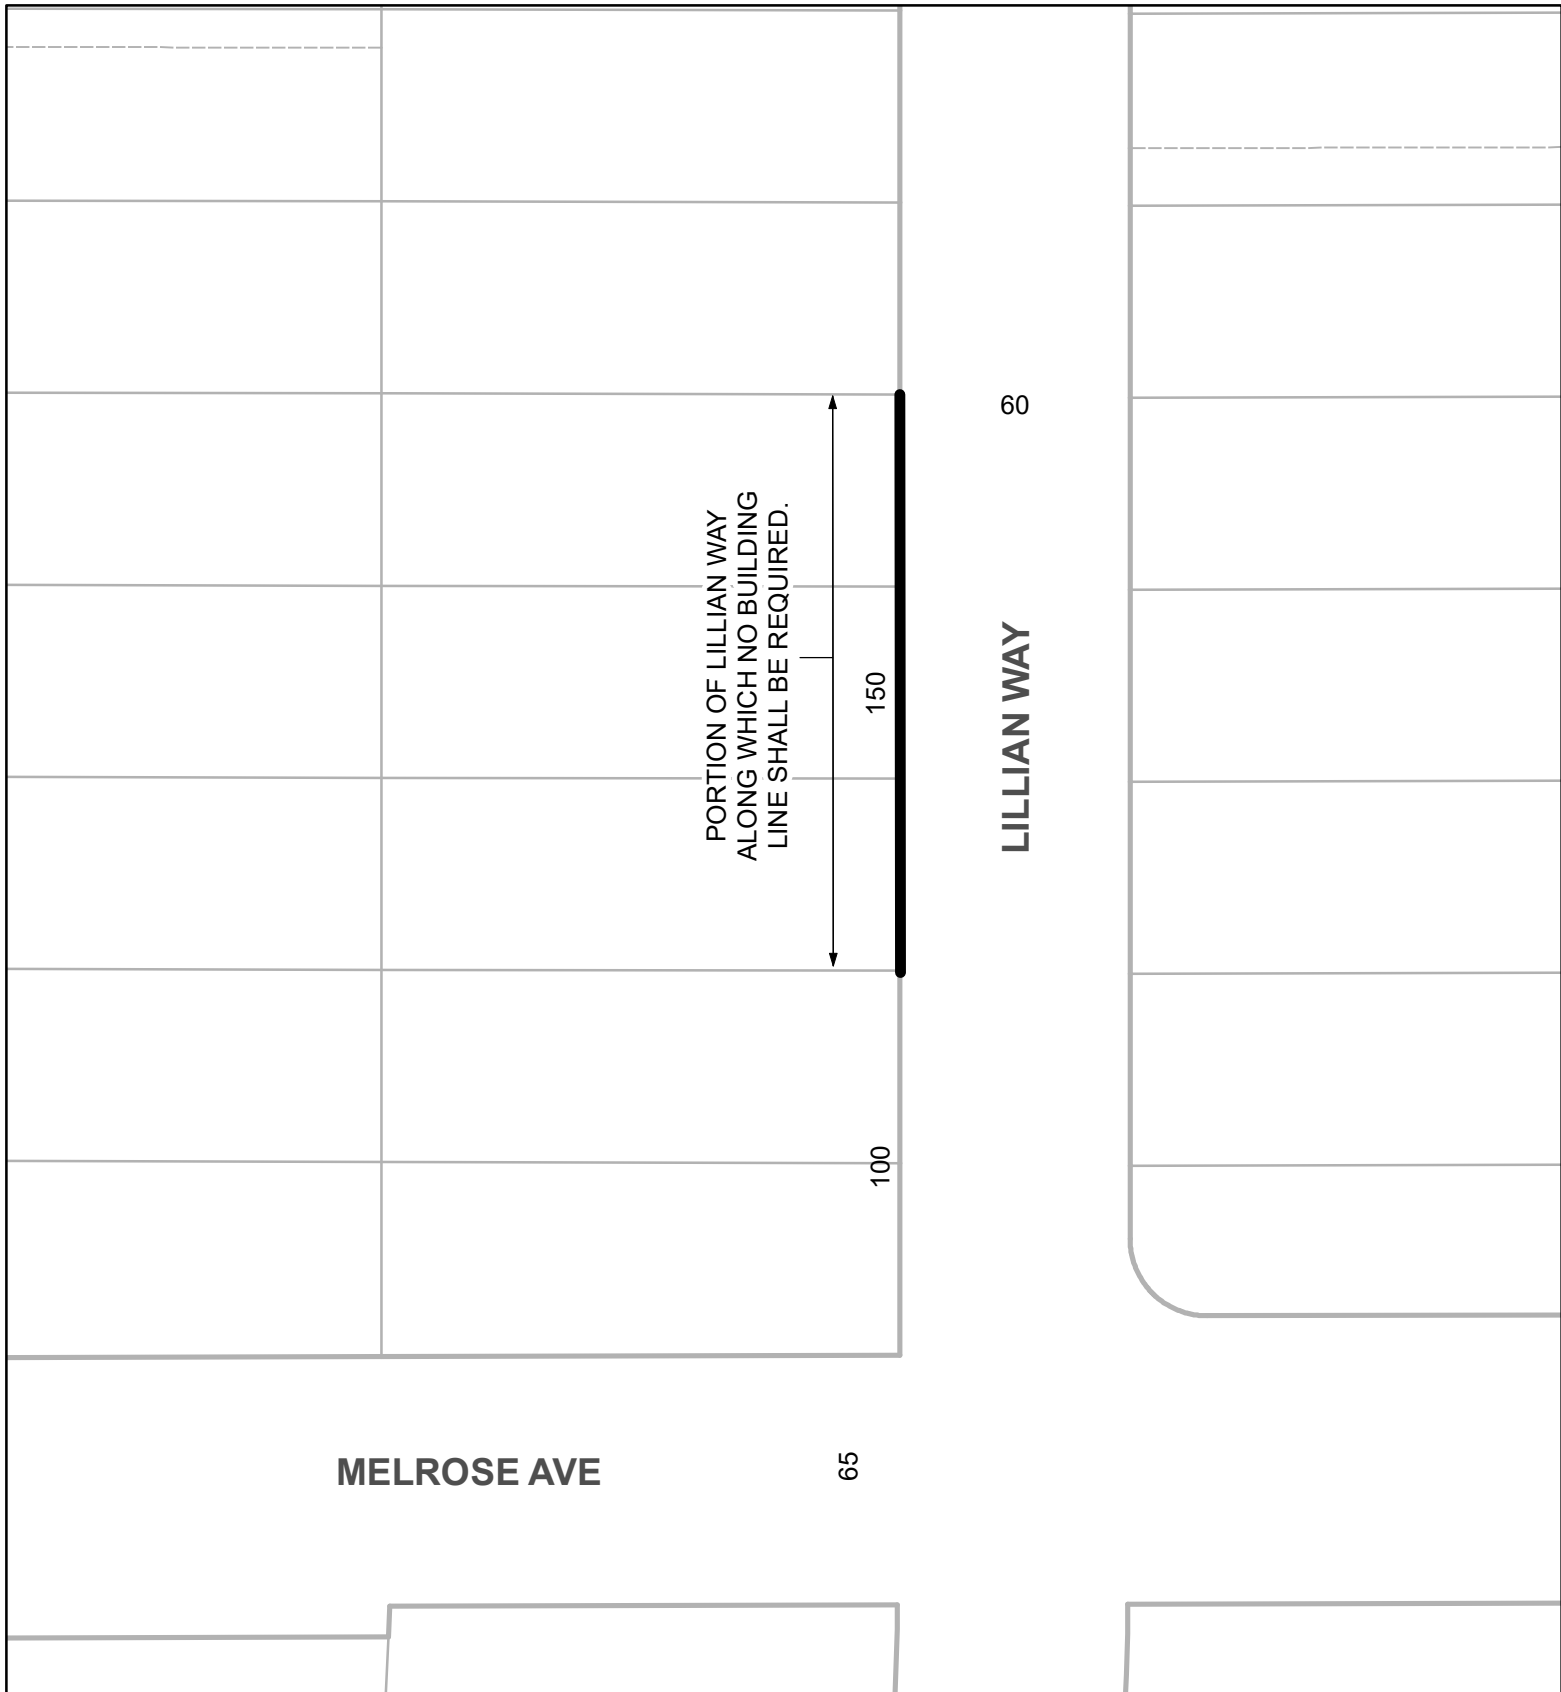 60
PORTION OF LILLIAN WAY
ALONG WHICH NO BUILDING
LINE SHALL BE REQUIRED.
150
LILLIAN WAY
100
MELROSE AVE
65